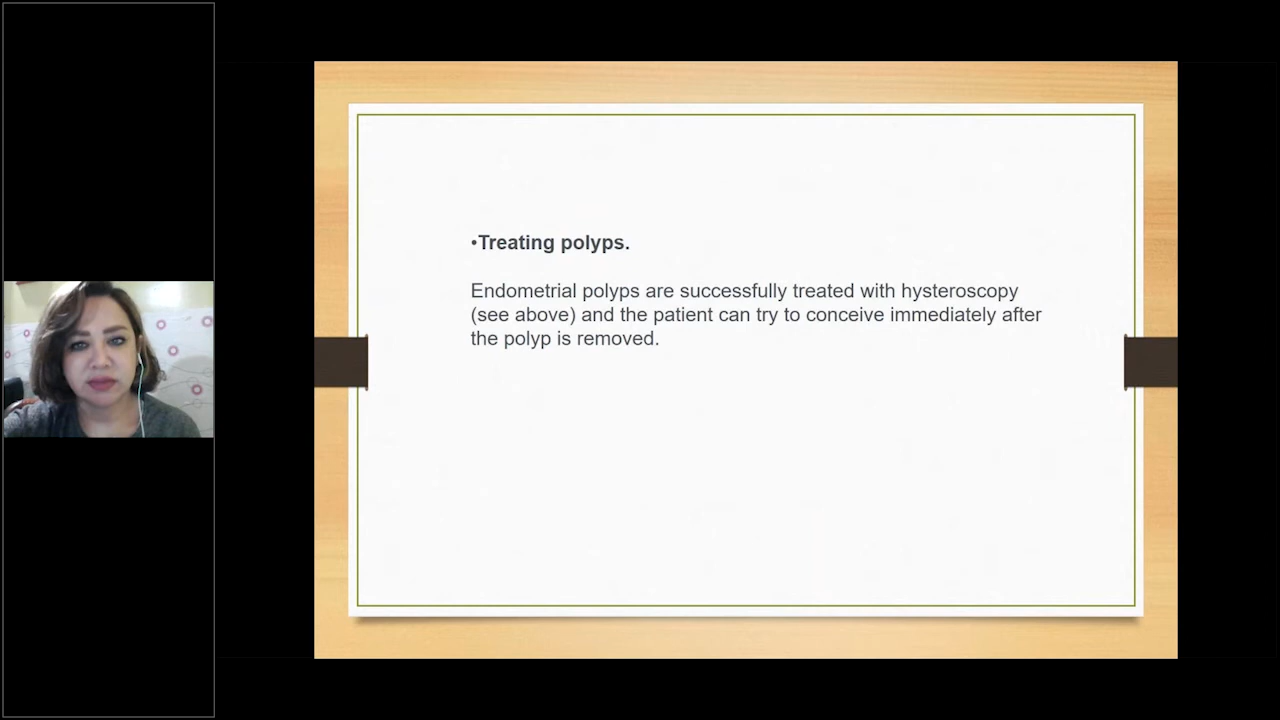 •Treating polyps.
Endometrial polyps are successfully treated with hysteroscopy
(see above) and the patient can try to conceive immediately after
the polyp is removed.